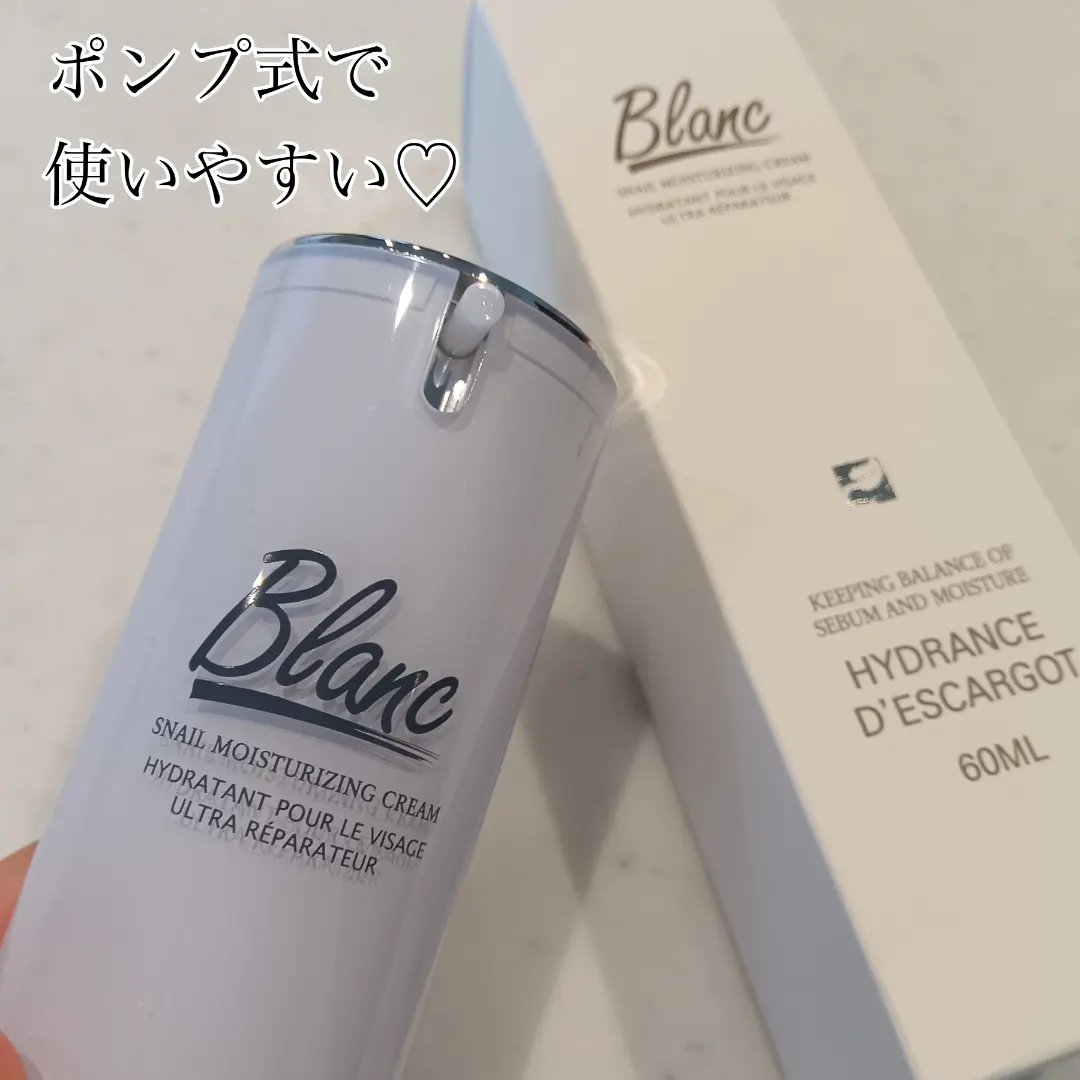 ポンプ式で
使いやすい♡
Blanc
SNAIL MOISTURIZING CREAM
HYDRATANT POUR LE VISAGE
ULTRA RÉPARATEUR
KEEPING BALANCE OF
SEBUM AND MOISTURE
HYDRANCE
D'ESCARGOT
60ML
Blanc
SNAIL MOISTURIZING CREAM
HYDRATANT POUR LE VISAGE
ULTRA RÉPARATEUR